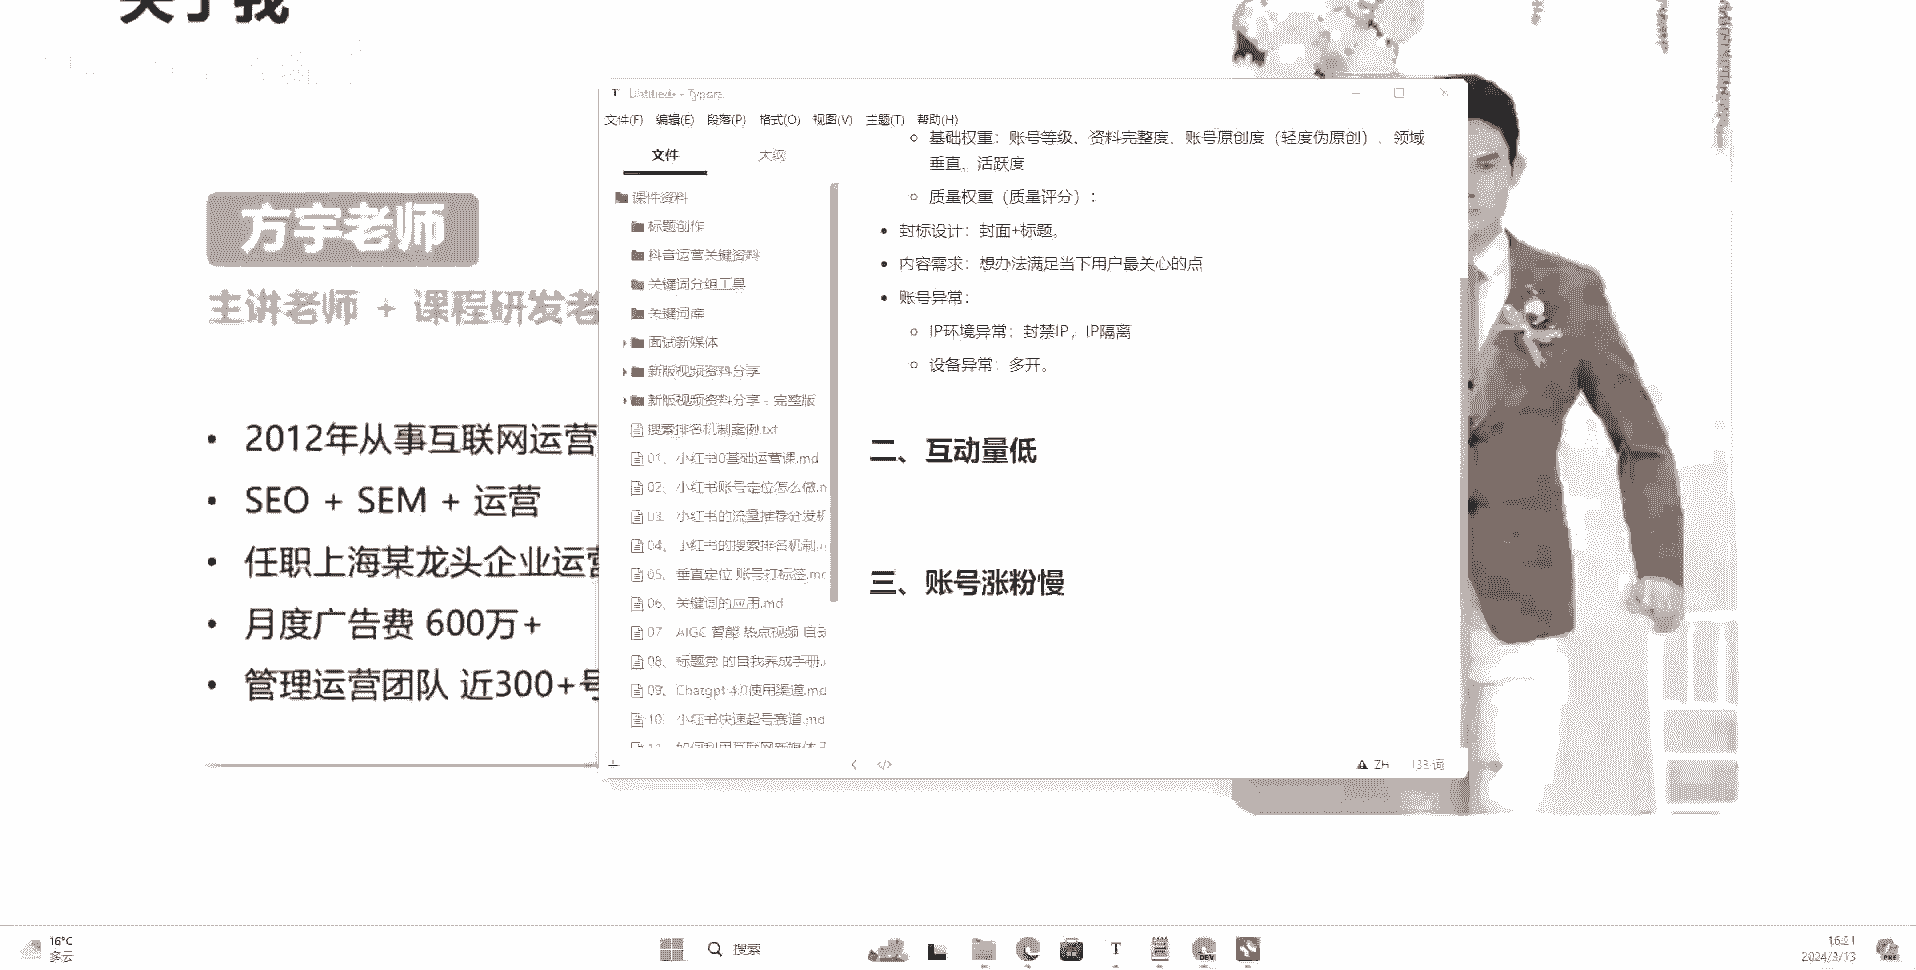 关于我
方宇老师
主讲老师 + 课程研发老
2012年从事互联网运营
SEO + SEM + 运营
任职上海某龙头企业运营
月度广告费 600万+
管理运营团队 近300+号
Untitled - Typora
文件(F) 编辑(E) 段落(P) 格式(O) 视图(V) 主题(T) 帮助(H)
文件 大纲
课件资料
标题创作
抖音运营关键资料
关键词分组工具
关键词库
面试新媒体
新版视频资料分享
新版视频资料分享 - 完整版
搜索排名机制案例.txt
01、小红书0基础运营课.md
02、小红书账号定位怎么做.m
03、小红书的流量推荐分发机
04、小红书的搜索排名机制.
05、垂直定位 账号打标签.md
06、关键词的应用.md
07、AIGC 智能 热点视频 自动
08、标题党 的自我养成手册.
09、Chatgpt 4.0使用渠道.md
10、小红书快速起号赛道.md
基础权重：账号等级、资料完整度、账号原创度（轻度伪原创）、领域
垂直、活跃度
质量权重（质量评分）：
封标设计：封面+标题。
内容需求：想办法满足当下用户最关心的点
账号异常：
IP环境异常：封禁IP，IP隔离
设备异常：多开。
二、互动量低
三、账号涨粉慢
ZH 133 词
16°C
多云
搜索
DEV
16:21
2024/3/13
PRE